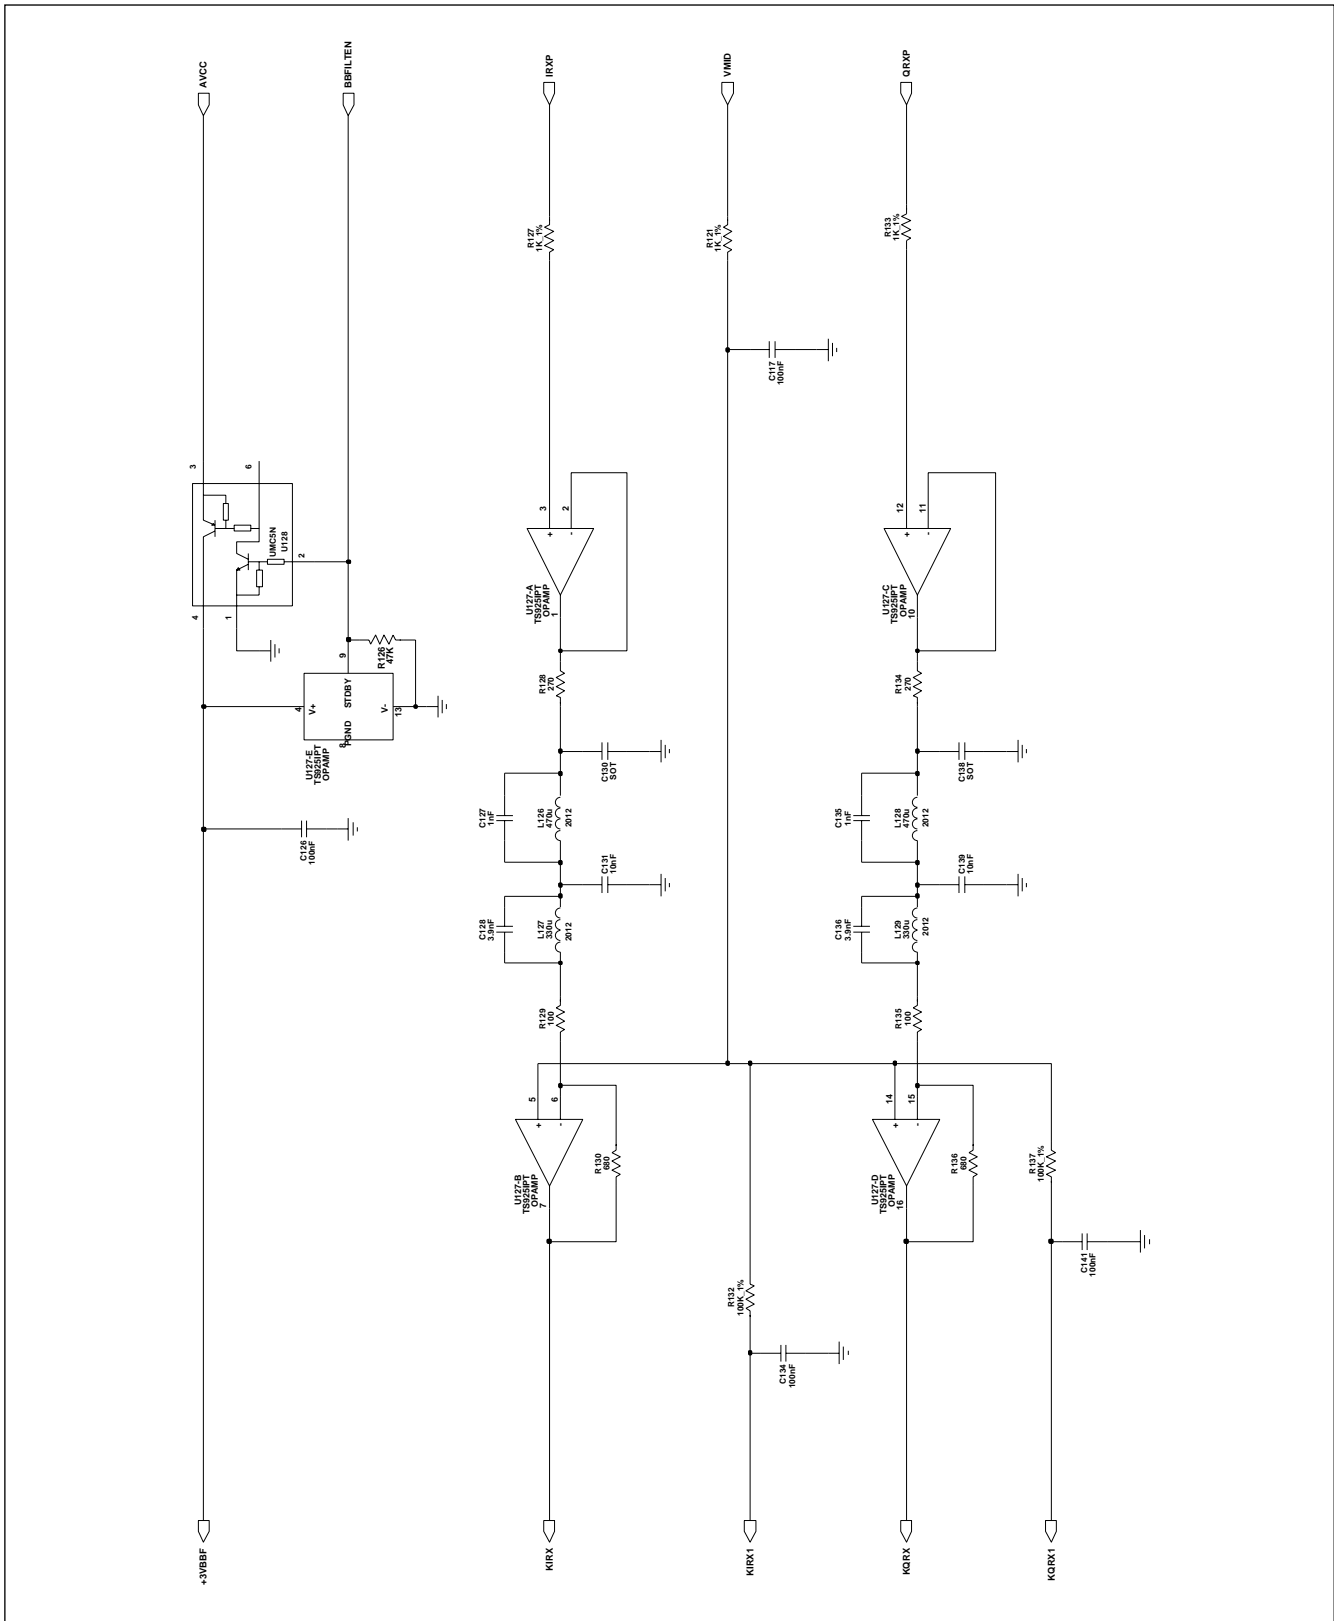 AVCC
BBFILTEN
IRXP
VMID
QRXP
R127
1K_1%
R121
1K_1%
R133
1K_1%
C117
100nF
3
6
UMC5N
U128
2
4
1
9
R126
47K
4
V+
STDBY
PGND
8
V-
13
U127-E
TS925IPT
OPAMP
C126
100nF
+3VBBF
3
2
+
-
U127-A
TS925IPT
OPAMP
1
R128
270
C130
SOT
C127
1nF
L126
470u
2012
C131
10nF
C128
3.9nF
L127
330u
2012
R129
100
5
6
+
-
U127-B
TS925IPT
OPAMP
7
R130
680
KIRX
R132
100K_1%
C134
100nF
KIRX1
12
11
+
-
U127-C
TS925IPT
OPAMP
10
R134
270
C138
SOT
C135
1nF
L128
470u
2012
C139
10nF
C136
3.9nF
L129
330u
2012
R135
100
14
15
+
-
U127-D
TS925IPT
OPAMP
16
R136
680
KQRX
R137
100K_1%
C141
100nF
KQRX1